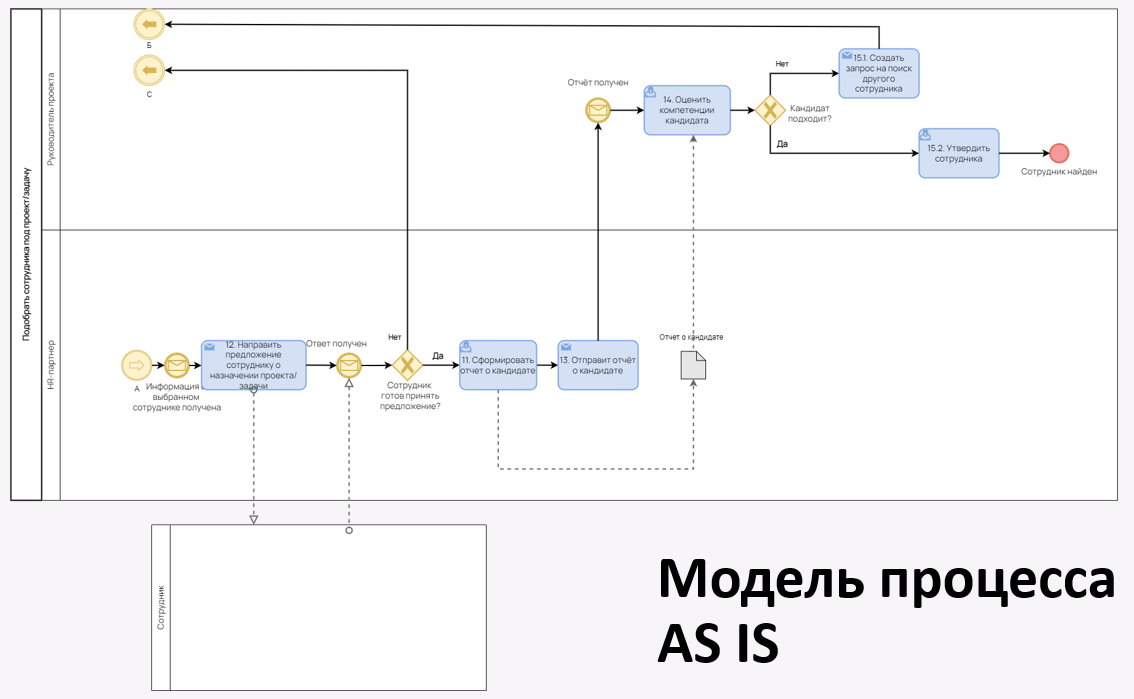 Подобрать сотрудника под проект/задачу
Руководитель проекта
Б
С
Отчёт получен
14. Оценить
компетенции
кандидата
Нет
15.1. Создать
запрос на поиск
другого
сотрудника
Кандидат
подходит?
Да
15.2. Утвердить
сотрудника
Сотрудник найден
HR-партнер
А
Информация о
выбранном
сотруднике получена
12. Направить
предложение
сотруднику о
назначении проекта/
задачи
Ответ получен
Нет
Сотрудник
готов принять
предложение?
Да
11. Сформировать
отчет о кандидате
13. Отправит отчёт
о кандидате
Отчет о кандидате
Сотрудник
Модель процесса
AS IS